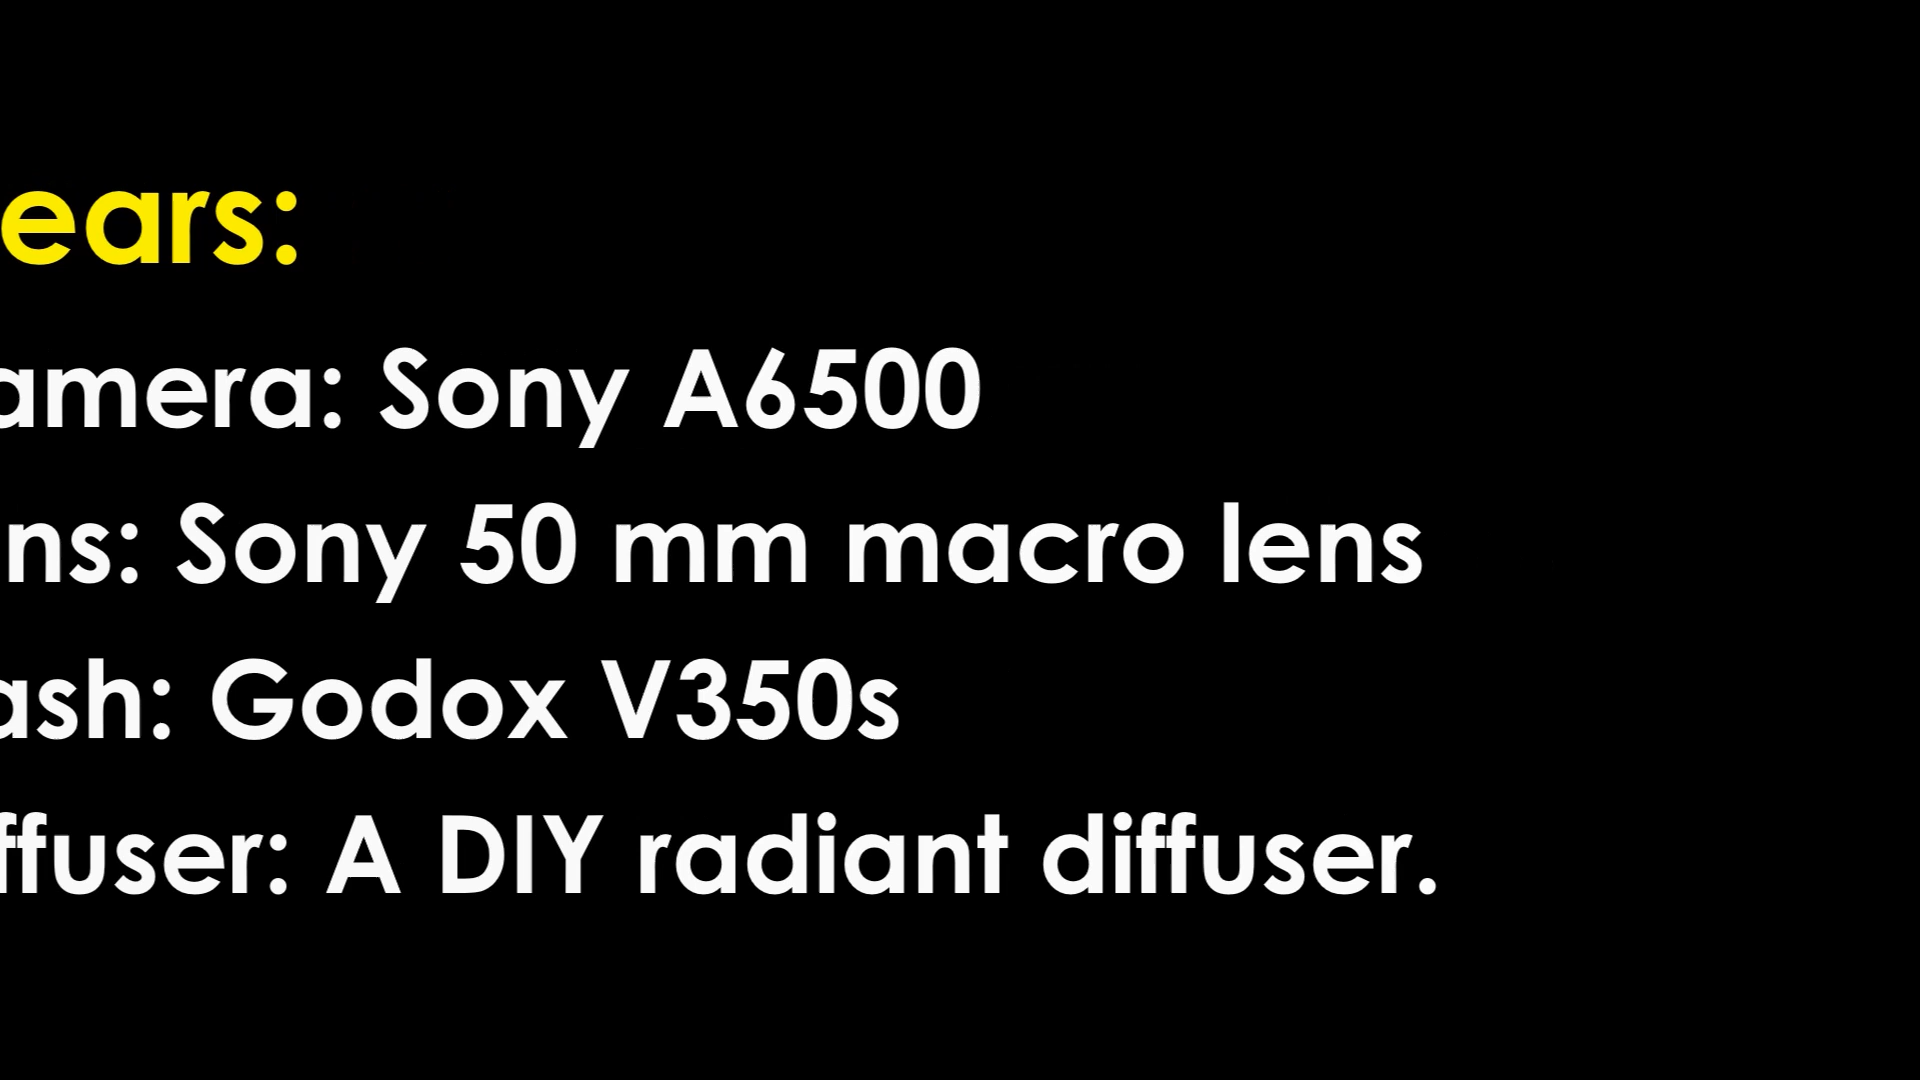 ears:
amera: Sony A6500
ns: Sony 50 mm macro lens
ash: Godox V350s
ffuser: A DIY radiant diffuser.